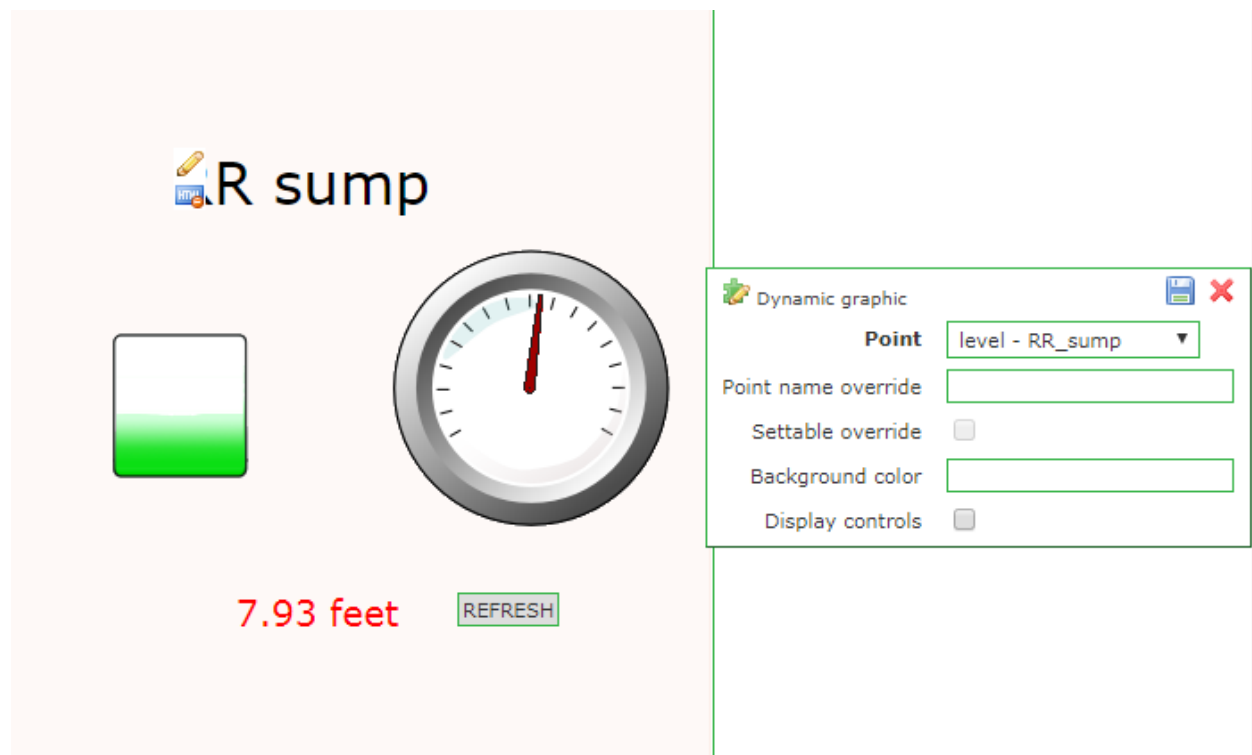 R sump
Dynamic graphic
Point level - RR_sump
Point name override
Settable override
Background color
Display controls
7.93 feet REFRESH